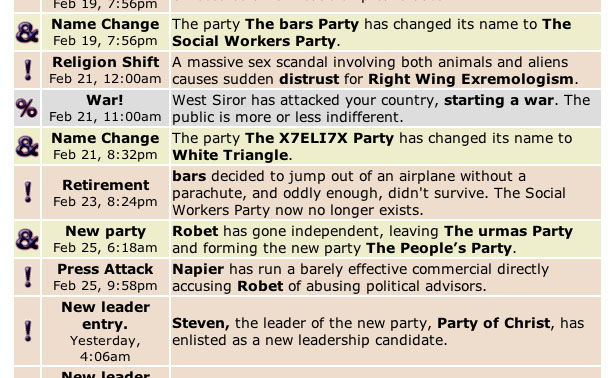 Feb 19, 7:56pm
& Name Change The party The bars Party has changed its name to The
Feb 19, 7:56pm Social Workers Party.
! Religion Shift A massive sex scandal involving both animals and aliens
Feb 21, 12:00am causes sudden distrust for Right Wing Exremologism.
% War! West Siror has attacked your country, starting a war. The
Feb 21, 11:00am public is more or less indifferent.
& Name Change The party The X7ELI7X Party has changed its name to
Feb 21, 8:32pm White Triangle.
! Retirement bars decided to jump out of an airplane without a
Feb 23, 8:24pm parachute, and oddly enough, didn't survive. The Social
Workers Party now no longer exists.
& New party Robet has gone independent, leaving The urmas Party
Feb 25, 6:18am and forming the new party The People’s Party.
! Press Attack Napier has run a barely effective commercial directly
Feb 25, 9:58pm accusing Robet of abusing political advisors.
New leader
entry.
! Steven, the leader of the new party, Party of Christ, has
Yesterday, enlisted as a new leadership candidate.
4:06am
New leader